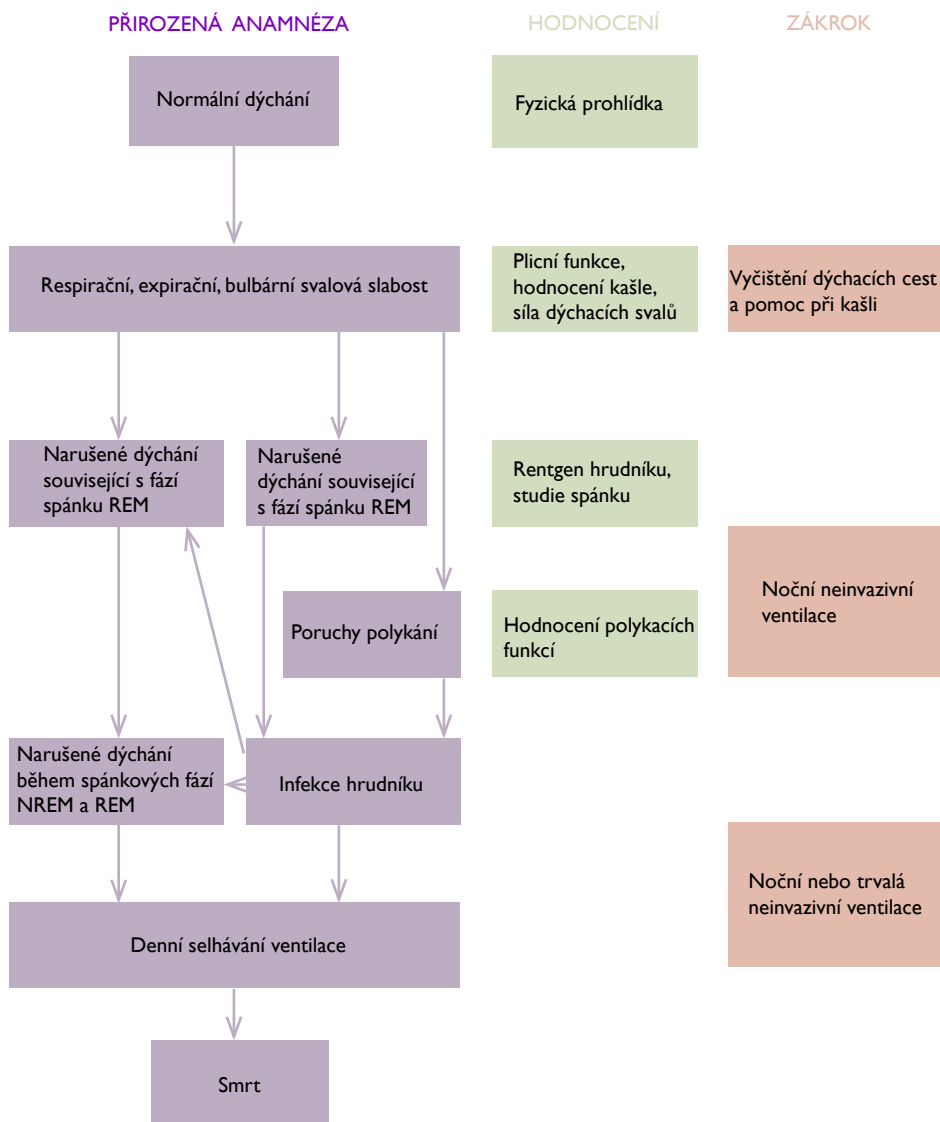 PŘIROZENÁ ANAMNÉZA
HODNOCENÍ
ZÁKROK
Normální dýchání
Fyzická prohlídka
Respirační, expirační, bulbární svalová slabost
Plicní funkce,
hodnocení kašle,
síla dýchacích svalů
Vyčištění dýchacích cest
a pomoc při kašli
Narušené dýchání
související s fází
spánku REM
Narušené
dýchání související
s fází spánku REM
Rentgen hrudníku,
studie spánku
Noční neinvazivní
ventilace
Poruchy polykání
Hodnocení polykacích
funkcí
Narušené dýchání
během spánkových fází
NREM a REM
Infekce hrudníku
Noční nebo trvalá
neinvazivní ventilace
Denní selhávání ventilace
Smrt